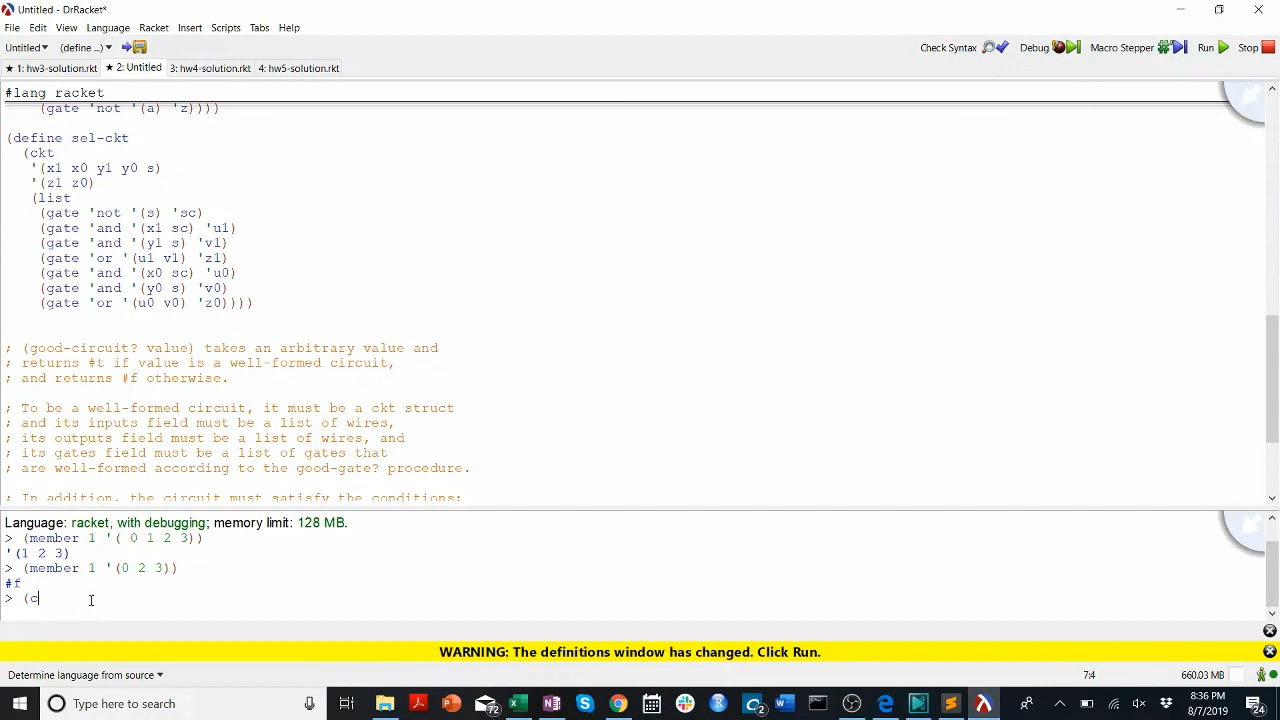 Untitled - DrRacket*
File Edit View Language Racket Insert Scripts Tabs Help
Untitled▾ (define ...)▾ Check Syntax Debug Macro Stepper Run Stop
★ 1: hw3-solution.rkt ★ 2: Untitled 3: hw4-solution.rkt 4: hw5-solution.rkt
#lang racket
(gate 'not '(a) 'z))))
(define sel-ckt
(ckt
'(x1 x0 y1 y0 s)
'(z1 z0)
(list
(gate 'not '(s) 'sc)
(gate 'and '(x1 sc) 'u1)
(gate 'and '(y1 s) 'v1)
(gate 'or '(u1 v1) 'z1)
(gate 'and '(x0 sc) 'u0)
(gate 'and '(y0 s) 'v0)
(gate 'or '(u0 v0) 'z0))))
; (good-circuit? value) takes an arbitrary value and
; returns #t if value is a well-formed circuit,
; and returns #f otherwise.
; To be a well-formed circuit, it must be a ckt struct
; and its inputs field must be a list of wires,
; its outputs field must be a list of wires, and
; its gates field must be a list of gates that
; are well-formed according to the good-gate? procedure.
; In addition, the circuit must satisfy the conditions:
Language: racket, with debugging; memory limit: 128 MB.
> (member 1 '( 0 1 2 3))
'(1 2 3)
> (member 1 '(0 2 3))
#f
> (c
WARNING: The definitions window has changed. Click Run.
Determine language from source▾ 7:4 660.03 MB
Type here to search 72 2 8:36 PM
8/7/2019 24